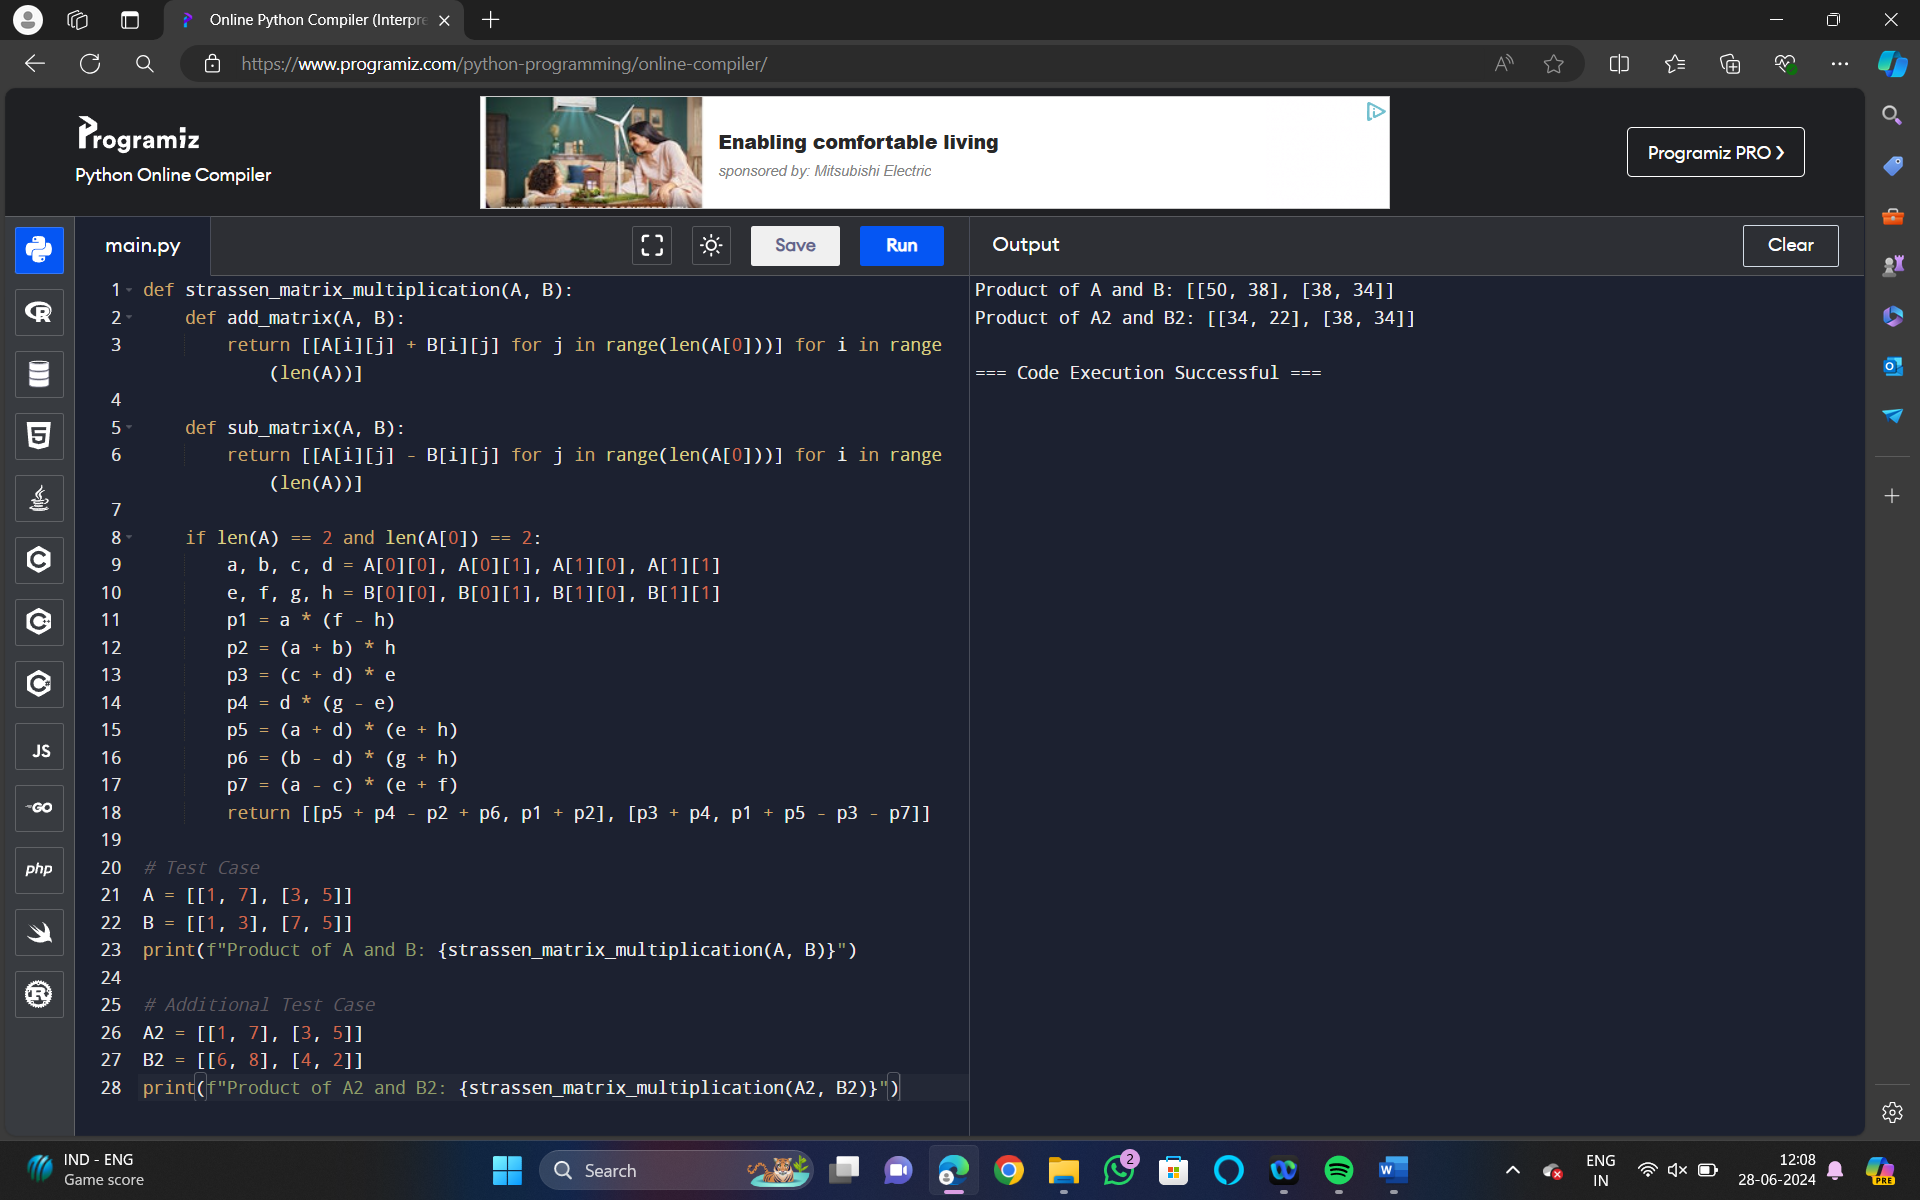 Online Python Compiler (Interpre
https://www.programiz.com/python-programming/online-compiler/
Programiz
Python Online Compiler
Enabling comfortable living
sponsored by: Mitsubishi Electric
Programiz PRO ›
main.py
Save
Run
Output
Clear
1 def strassen_matrix_multiplication(A, B):
2     def add_matrix(A, B):
3         return [[A[i][j] + B[i][j] for j in range(len(A[0]))] for i in range
            (len(A))]
4
5     def sub_matrix(A, B):
6         return [[A[i][j] - B[i][j] for j in range(len(A[0]))] for i in range
            (len(A))]
7
8     if len(A) == 2 and len(A[0]) == 2:
9         a, b, c, d = A[0][0], A[0][1], A[1][0], A[1][1]
10         e, f, g, h = B[0][0], B[0][1], B[1][0], B[1][1]
11         p1 = a * (f - h)
12         p2 = (a + b) * h
13         p3 = (c + d) * e
14         p4 = d * (g - e)
15         p5 = (a + d) * (e + h)
16         p6 = (b - d) * (g + h)
17         p7 = (a - c) * (e + f)
18         return [[p5 + p4 - p2 + p6, p1 + p2], [p3 + p4, p1 + p5 - p3 - p7]]
19
20 # Test Case
21 A = [[1, 7], [3, 5]]
22 B = [[1, 3], [7, 5]]
23 print(f"Product of A and B: {strassen_matrix_multiplication(A, B)}")
24
25 # Additional Test Case
26 A2 = [[1, 7], [3, 5]]
27 B2 = [[6, 8], [4, 2]]
28 print(f"Product of A2 and B2: {strassen_matrix_multiplication(A2, B2)}")
Product of A and B: [[50, 38], [38, 34]]
Product of A2 and B2: [[34, 22], [38, 34]]
=== Code Execution Successful ===
JS
GO
php
IND - ENG
Game score
Search
2
ENG
IN
12:08
28-06-2024
PRE